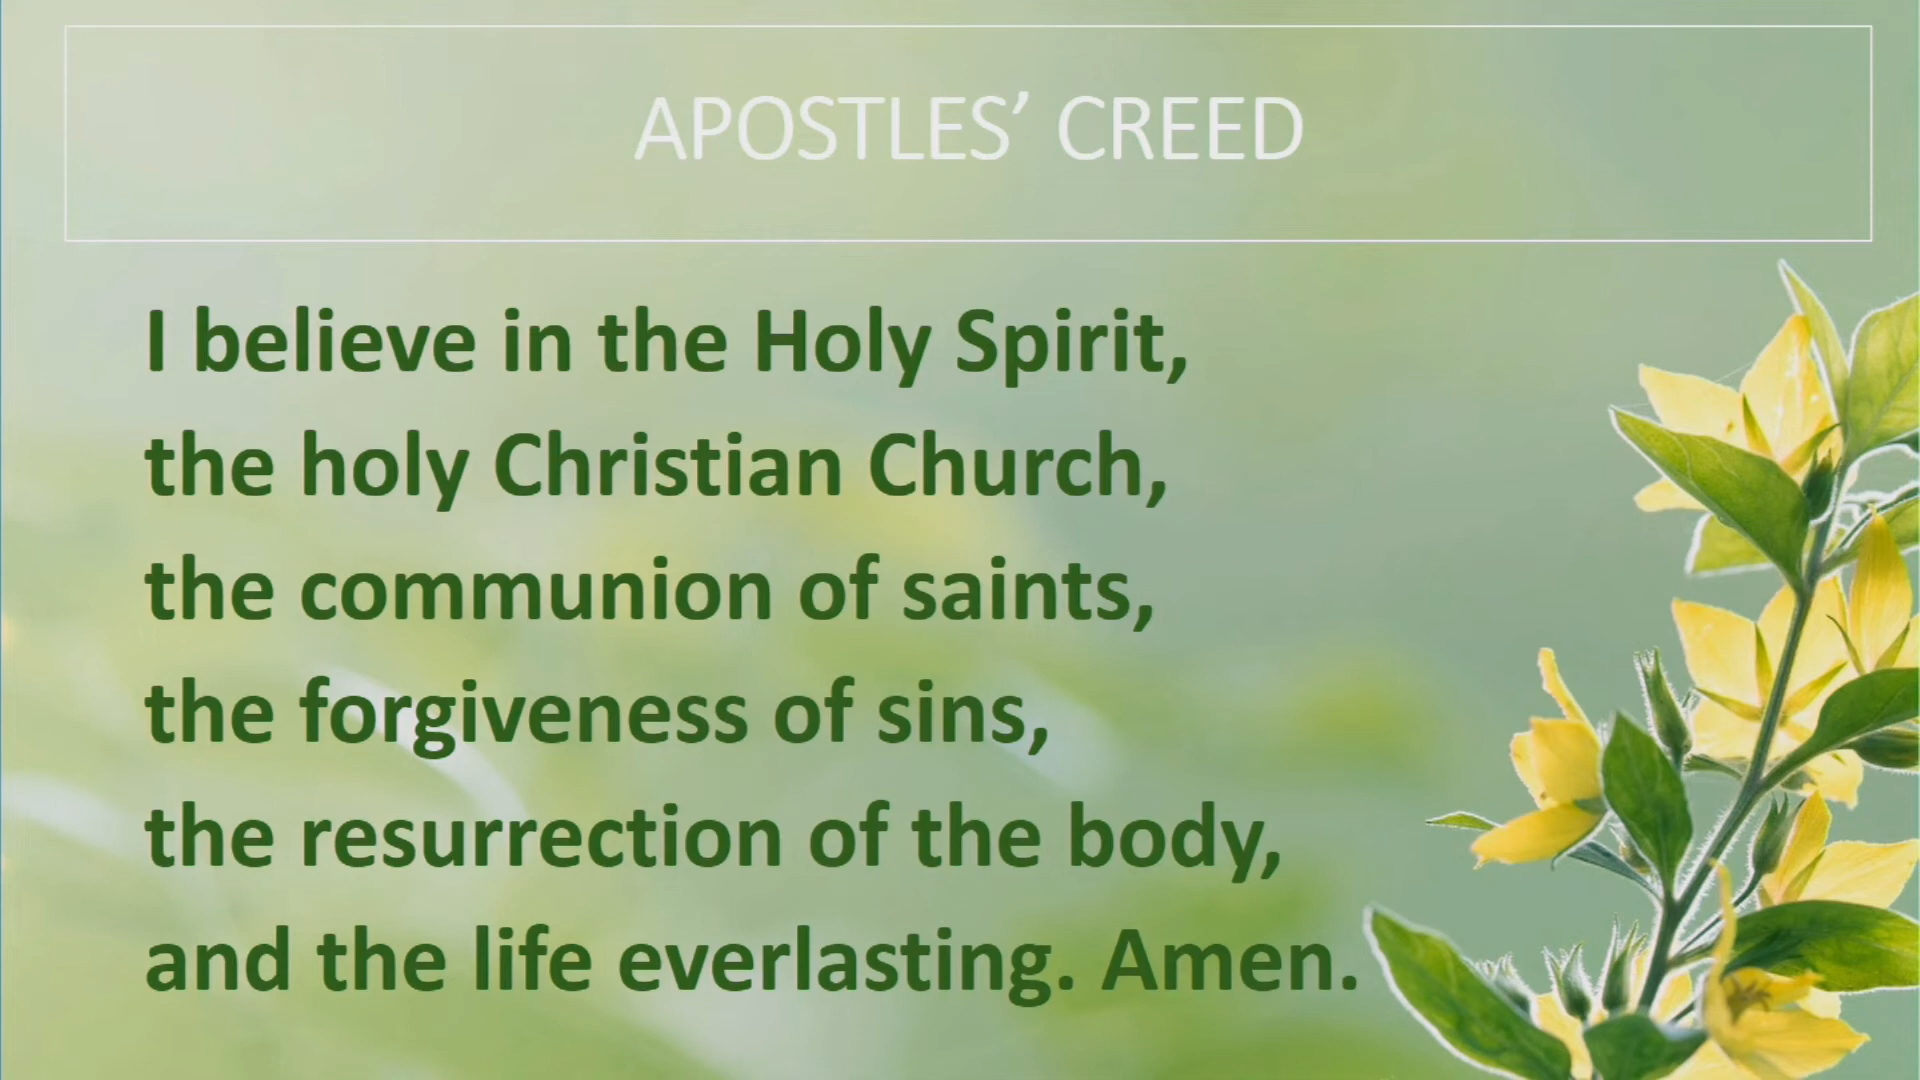 APOSTLES’ CREED
I believe in the Holy Spirit,
the holy Christian Church,
the communion of saints,
the forgiveness of sins,
the resurrection of the body,
and the life everlasting. Amen.